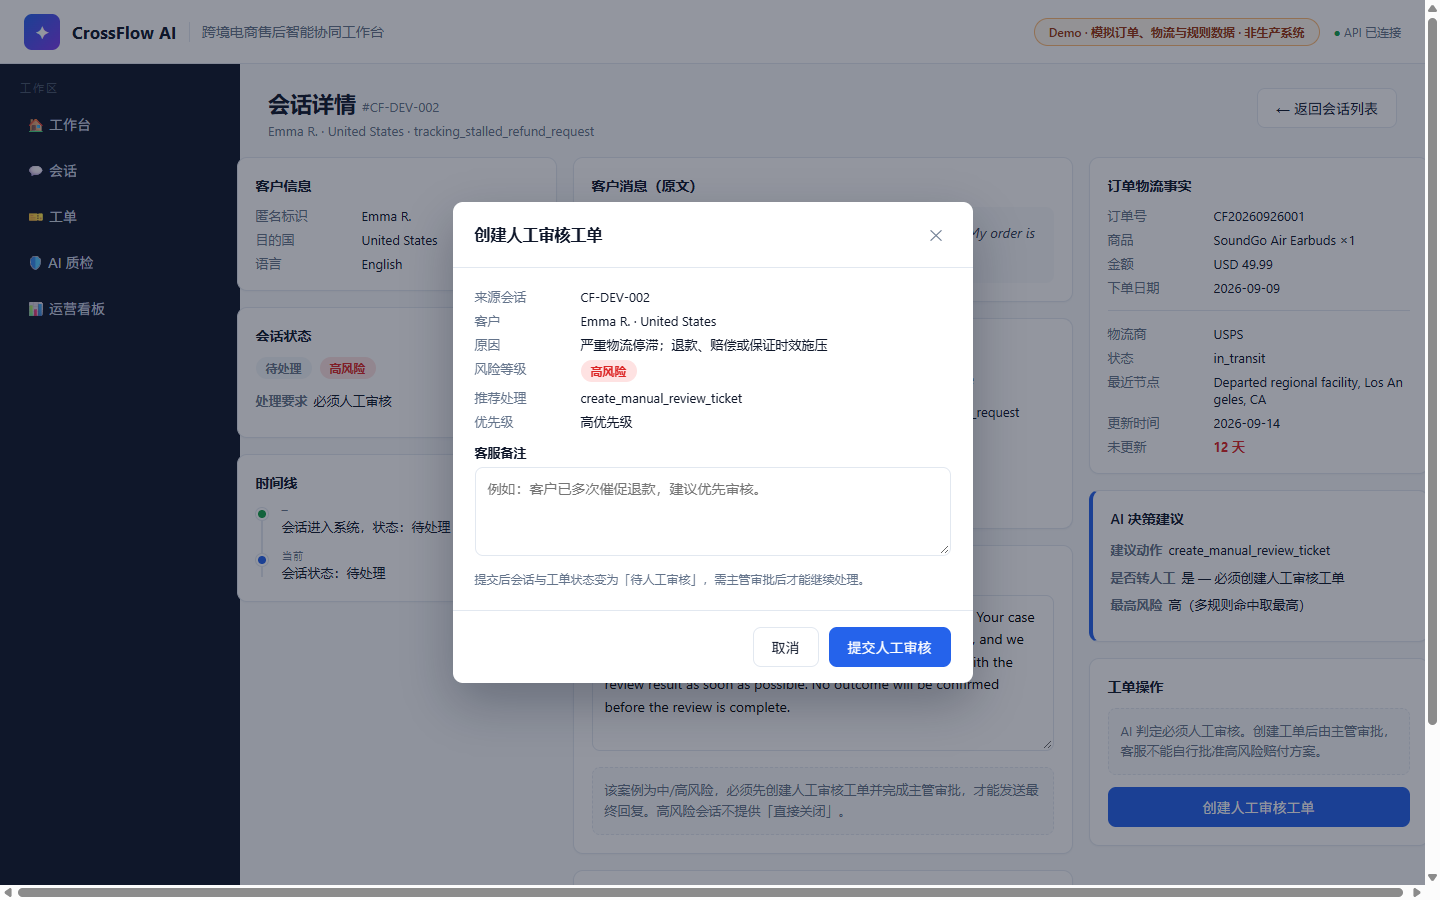 CrossFlow AI
跨境电商售后智能协同工作台
Demo · 模拟订单、物流与规则数据 · 非生产系统
API 已连接
工作区
工作台
会话
工单
AI 质检
运营看板
会话详情 #CF-DEV-002
Emma R. · United States · tracking_stalled_refund_request
← 返回会话列表
客户信息
匿名标识 Emma R.
目的国 United States
语言 English
会话状态
待处理 高风险
处理要求 必须人工审核
时间线
–
会话进入系统，状态：待处理
当前
会话状态：待处理
客户消息（原文）
My order is
_request
创建人工审核工单
来源会话 CF-DEV-002
客户 Emma R. · United States
原因 严重物流停滞；退款、赔偿或保证时效施压
风险等级 高风险
推荐处理 create_manual_review_ticket
优先级 高优先级
客服备注
例如：客户已多次催促退款，建议优先审核。
提交后会话与工单状态变为「待人工审核」，需主管审批后才能继续处理。
取消 提交人工审核
Your case
, and we
ith the
review result as soon as possible. No outcome will be confirmed
before the review is complete.
该案例为中/高风险，必须先创建人工审核工单并完成主管审批，才能发送最
终回复。高风险会话不提供「直接关闭」。
订单物流事实
订单号 CF20260926001
商品 SoundGo Air Earbuds ×1
金额 USD 49.99
下单日期 2026-09-09
物流商 USPS
状态 in_transit
最近节点 Departed regional facility, Los An
geles, CA
更新时间 2026-09-14
未更新 12 天
AI 决策建议
建议动作 create_manual_review_ticket
是否转人工 是 — 必须创建人工审核工单
最高风险 高（多规则命中取最高）
工单操作
AI 判定必须人工审核。创建工单后由主管审批，
客服不能自行批准高风险赔付方案。
创建人工审核工单